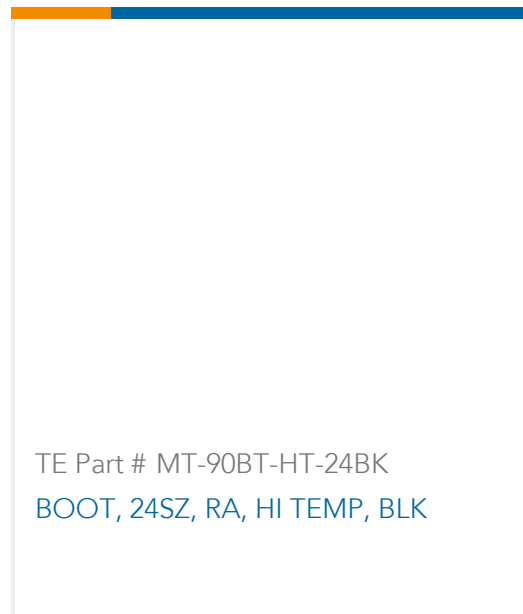 TE Part # MT-90BT-HT-24BK
BOOT, 24SZ, RA, HI TEMP, BLK